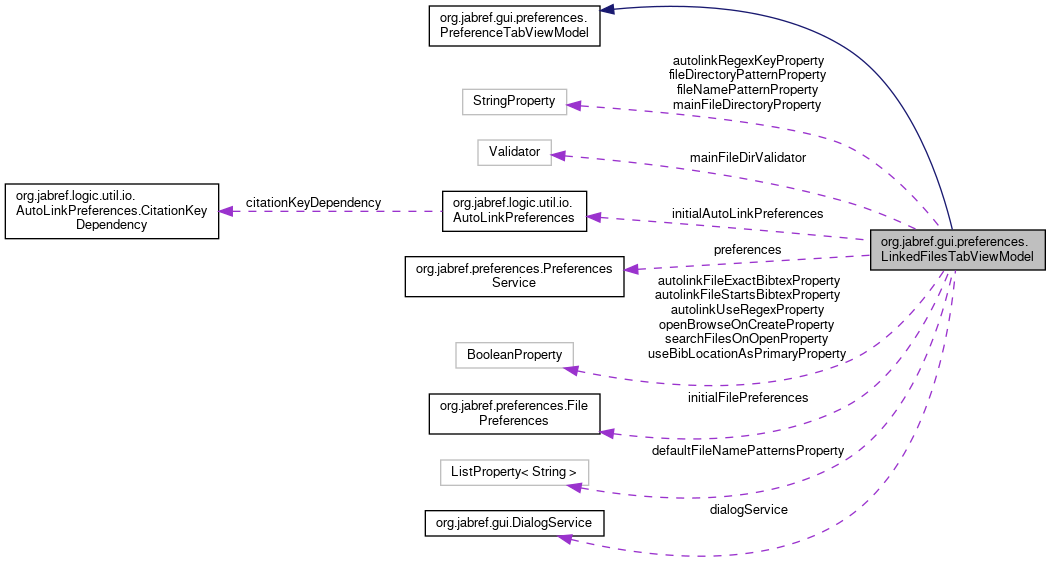 org.jabref.gui.preferences.
PreferenceTabViewModel
autolinkRegexKeyProperty
fileDirectoryPatternProperty
fileNamePatternProperty
mainFileDirectoryProperty
StringProperty
Validator
mainFileDirValidator
org.jabref.logic.util.io.
AutoLinkPreferences.CitationKey
Dependency
citationKeyDependency
org.jabref.logic.util.io.
AutoLinkPreferences
initialAutoLinkPreferences
org.jabref.gui.preferences.
LinkedFilesTabViewModel
preferences
org.jabref.preferences.Preferences
Service
autolinkFileExactBibtexProperty
autolinkFileStartsBibtexProperty
autolinkUseRegexProperty
openBrowseOnCreateProperty
searchFilesOnOpenProperty
useBibLocationAsPrimaryProperty
BooleanProperty
initialFilePreferences
org.jabref.preferences.File
Preferences
defaultFileNamePatternsProperty
ListProperty< String >
dialogService
org.jabref.gui.DialogService